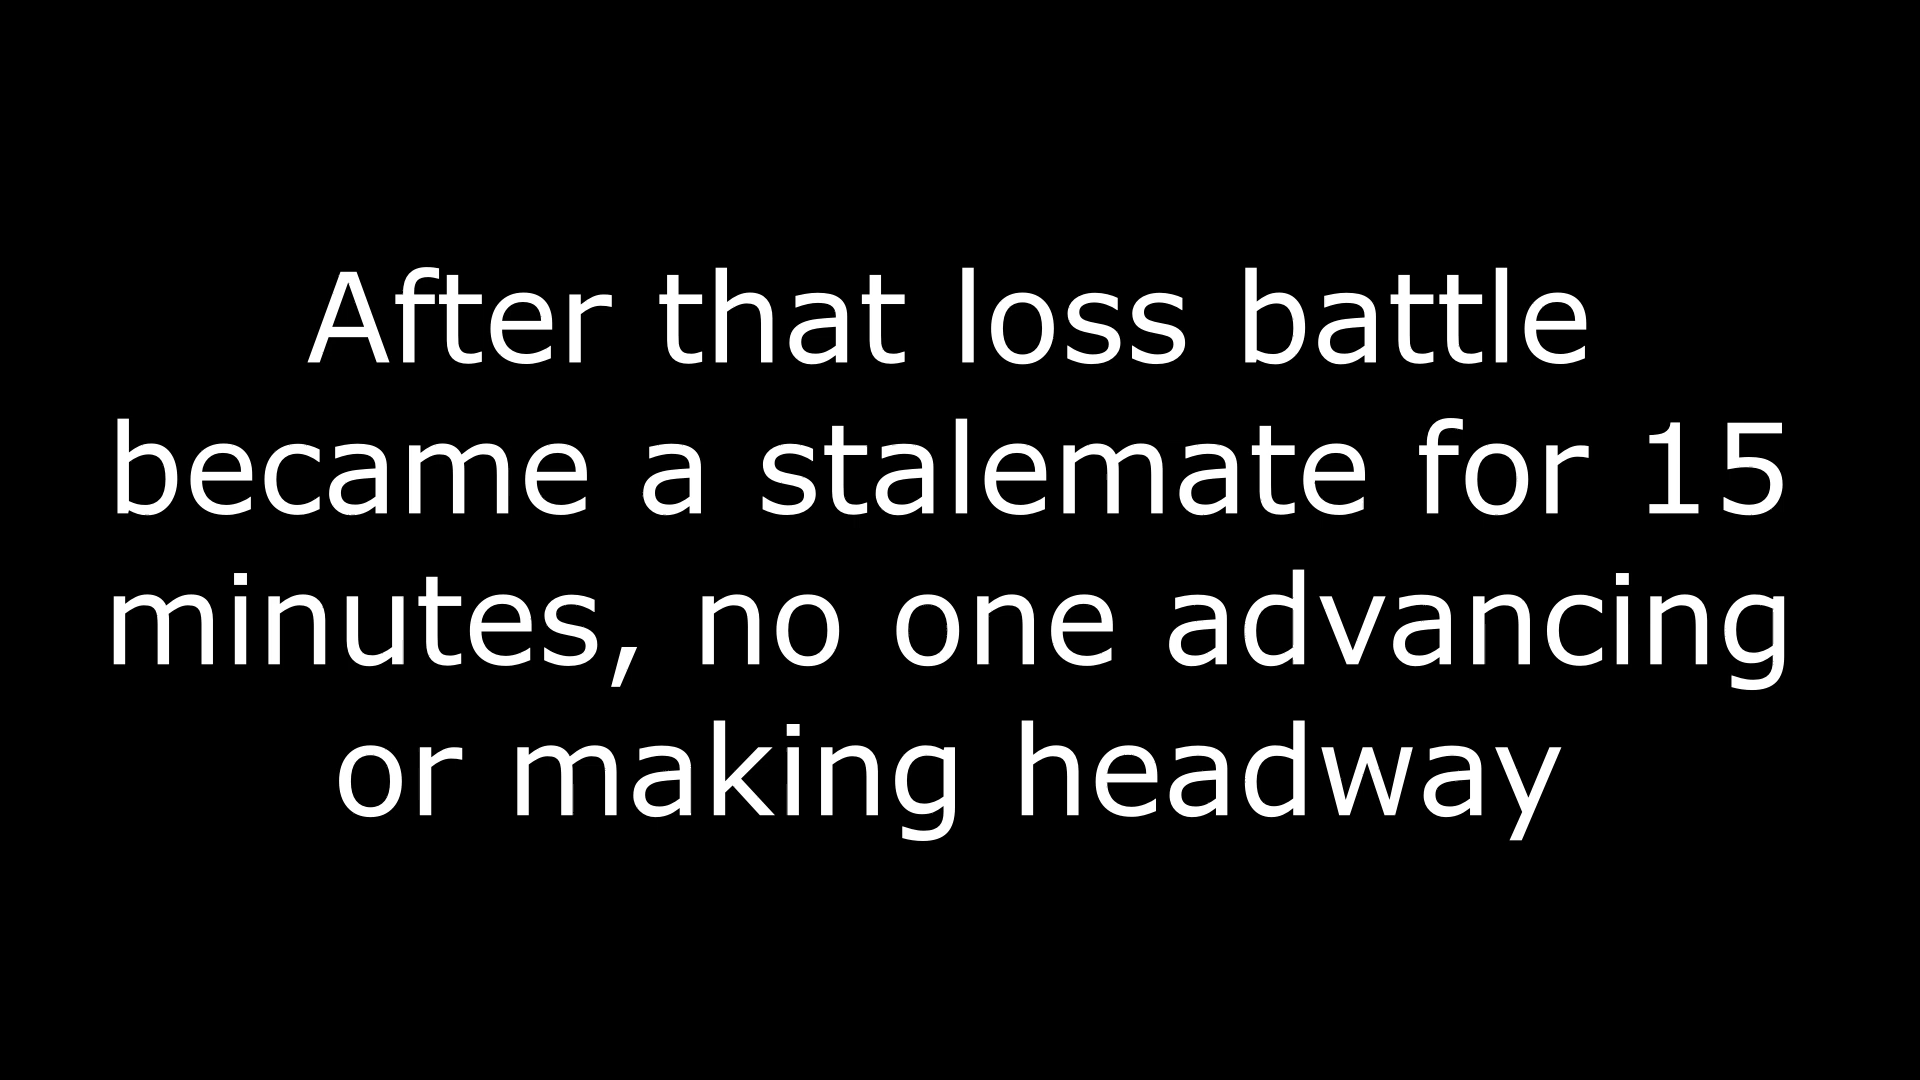 After that loss battle
became a stalemate for 15
minutes, no one advancing
or making headway